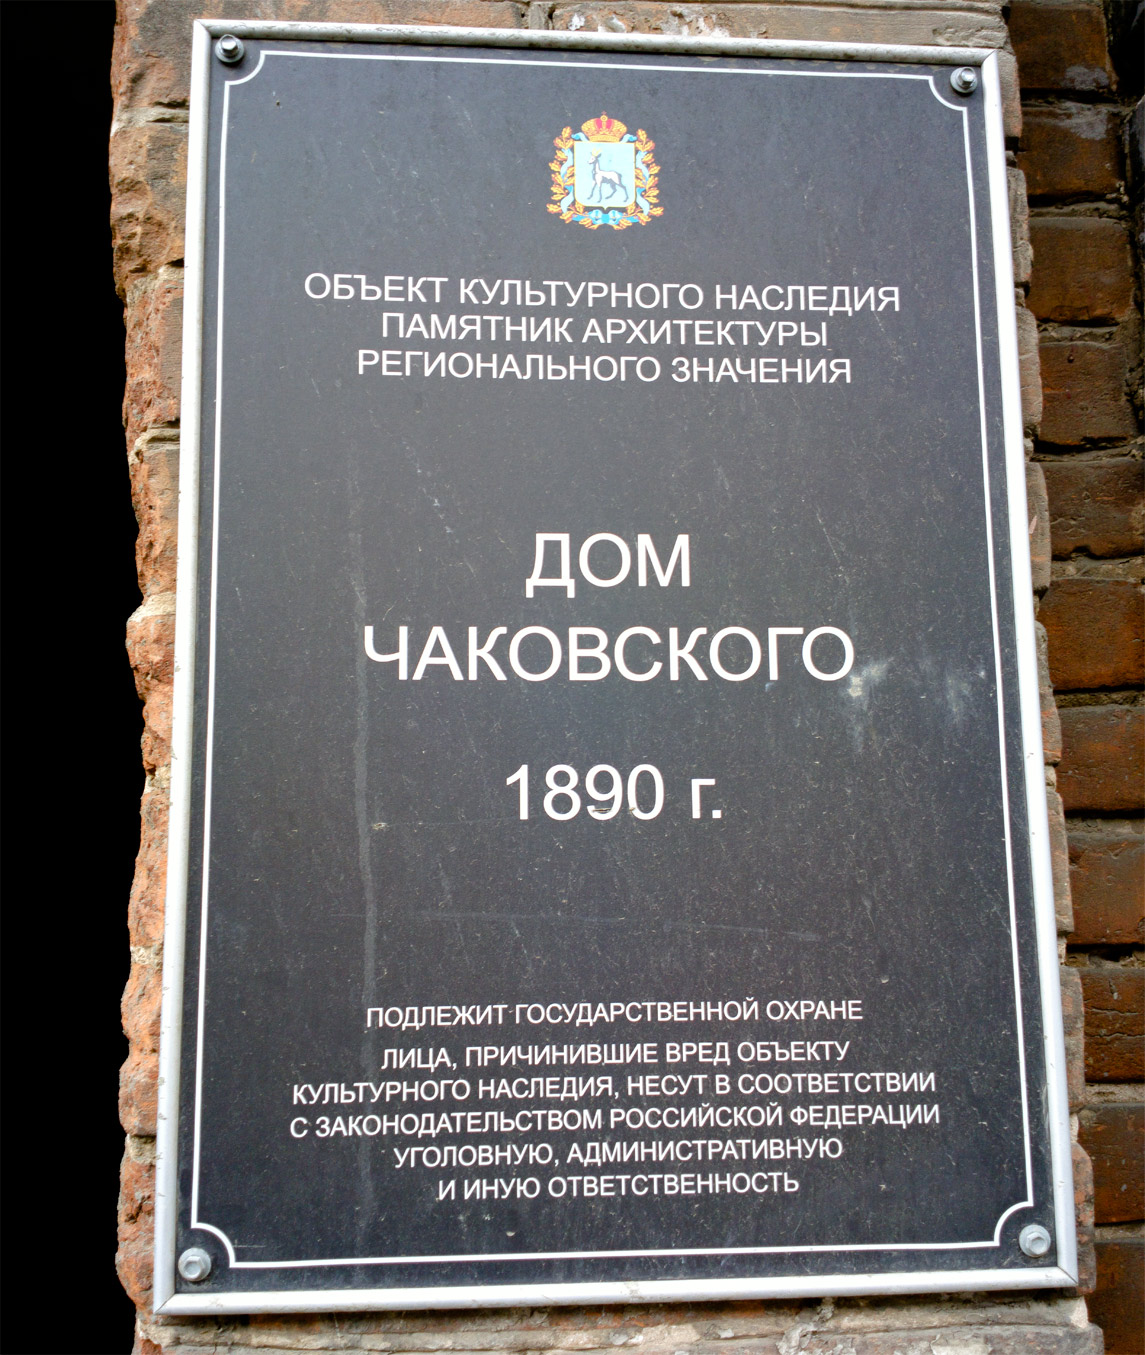 ОБЪЕКТ КУЛЬТУРНОГО НАСЛЕДИЯ
ПАМЯТНИК АРХИТЕКТУРЫ
РЕГИОНАЛЬНОГО ЗНАЧЕНИЯ
ДОМ
ЧАКОВСКОГО
1890 г.
ПОДЛЕЖИТ ГОСУДАРСТВЕННОЙ ОХРАНЕ
ЛИЦА, ПРИЧИНИВШИЕ ВРЕД ОБЪЕКТУ
КУЛЬТУРНОГО НАСЛЕДИЯ, НЕСУТ В СООТВЕТСТВИИ
С ЗАКОНОДАТЕЛЬСТВОМ РОССИЙСКОЙ ФЕДЕРАЦИИ
УГОЛОВНУЮ, АДМИНИСТРАТИВНУЮ
И ИНУЮ ОТВЕТСТВЕННОСТЬ